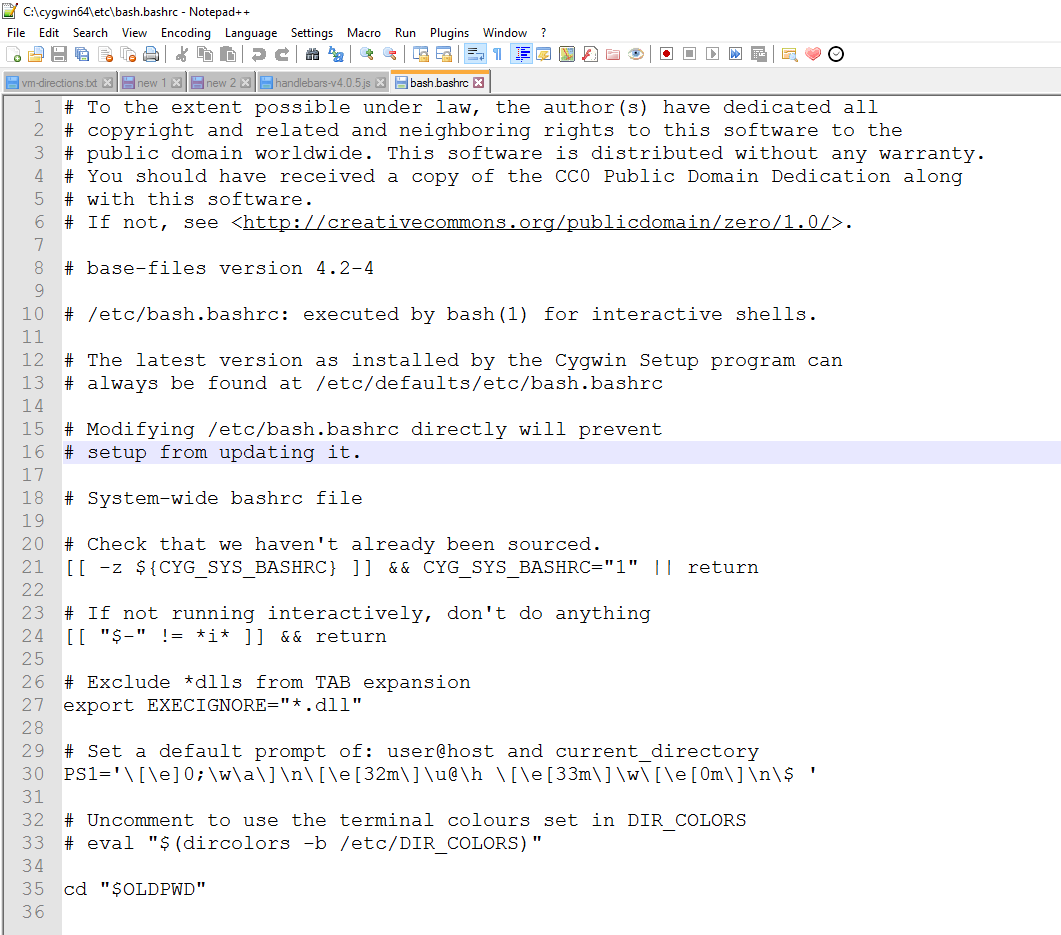 C:\cygwin64\etc\bash.bashrc - Notepad++
File Edit Search View Encoding Language Settings Macro Run Plugins Window ?
vm-directions.txt new 1 new 2 handlebars-v4.0.5.js bash.bashrc
1 # To the extent possible under law, the author(s) have dedicated all
2 # copyright and related and neighboring rights to this software to the
3 # public domain worldwide. This software is distributed without any warranty.
4 # You should have received a copy of the CC0 Public Domain Dedication along
5 # with this software.
6 # If not, see <http://creativecommons.org/publicdomain/zero/1.0/>.
7
8 # base-files version 4.2-4
9
10 # /etc/bash.bashrc: executed by bash(1) for interactive shells.
11
12 # The latest version as installed by the Cygwin Setup program can
13 # always be found at /etc/defaults/etc/bash.bashrc
14
15 # Modifying /etc/bash.bashrc directly will prevent
16 # setup from updating it.
17
18 # System-wide bashrc file
19
20 # Check that we haven't already been sourced.
21 [[ -z ${CYG_SYS_BASHRC} ]] && CYG_SYS_BASHRC="1" || return
22
23 # If not running interactively, don't do anything
24 [[ "$-" != *i* ]] && return
25
26 # Exclude *dlls from TAB expansion
27 export EXECIGNORE="*.dll"
28
29 # Set a default prompt of: user@host and current_directory
30 PS1='\[\e]0;\w\a\]\n\[\e[32m\]\u@\h \[\e[33m\]\w\[\e[0m\]\n\$ '
31
32 # Uncomment to use the terminal colours set in DIR_COLORS
33 # eval "$(dircolors -b /etc/DIR_COLORS)"
34
35 cd "$OLDPWD"
36